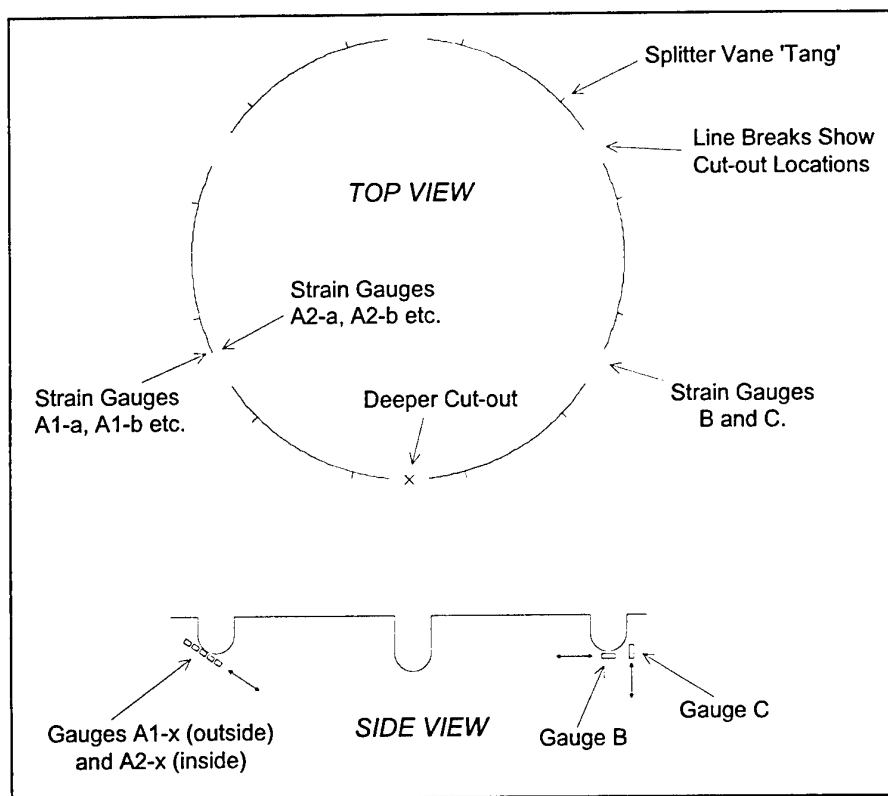 Splitter Vane 'Tang'
Line Breaks Show
Cut-out Locations
TOP VIEW
Strain Gauges
A2-a, A2-b etc.
Strain Gauges
A1-a, A1-b etc.
Deeper Cut-out
Strain Gauges
B and C.
Gauges A1-x (outside)
and A2-x (inside)
SIDE VIEW
Gauge B
Gauge C